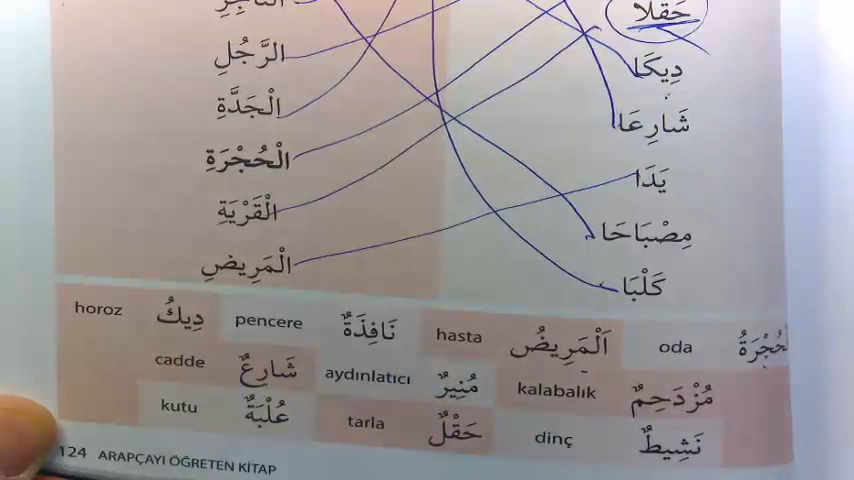 حَقْلَا
الرَّجُلِ
دِيكَا
الْجَدَّةِ
شَارِعَا
الْحُجْرَةِ
يَدَا
الْقَرْيَةِ
مِصْبَاحَا
الْمَرِيضِ
كَلْبَا
horoz دِيكُ pencere نَافِذَةٌ hasta اَلْمَرِيضُ oda
cadde شَارِعٌ aydınlatıcı مُنِيرٌ kalabalık مُزْدَحِمٌ
kutu عُلْبَةٌ tarla حَقْلٌ dinç نَشِيطٌ
124 ARAPÇAYI ÖĞRETEN KİTAP